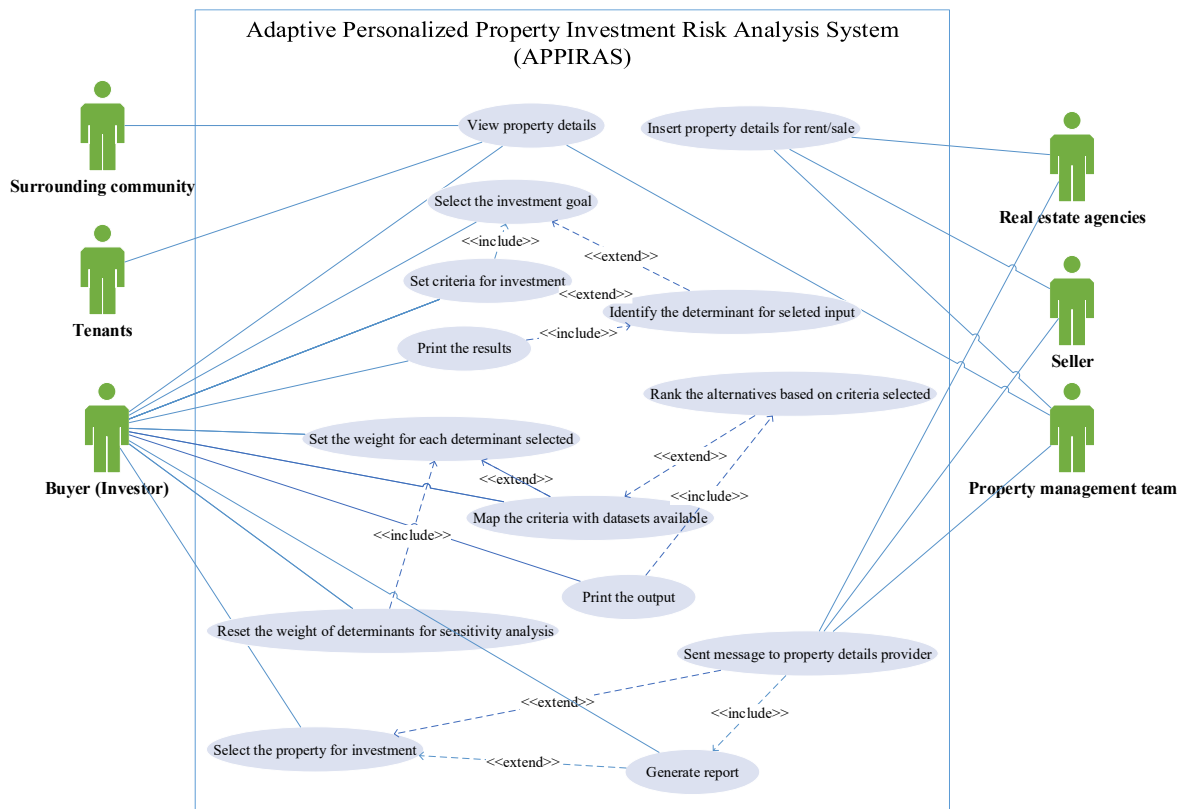 Adaptive Personalized Property Investment Risk Analysis System
(APPIRAS)
View property details
Insert property details for rent/sale
Surrounding community
Real estate agencies
Select the investment goal
<<include>>
<<extend>>
Set criteria for investment
<<extend>>
Identify the determinant for seleted input
Tenants
<<include>>
Print the results
Seller
Rank the alternatives based on criteria selected
Set the weight for each determinant selected
<<extend>>
Buyer (Investor)
Property management team
<<extend>>
<<include>>
Map the criteria with datasets available
<<include>>
Print the output
Reset the weight of determinants for sensitivity analysis
Sent message to property details provider
<<extend>>
<<include>>
Select the property for investment
<<extend>>
Generate report